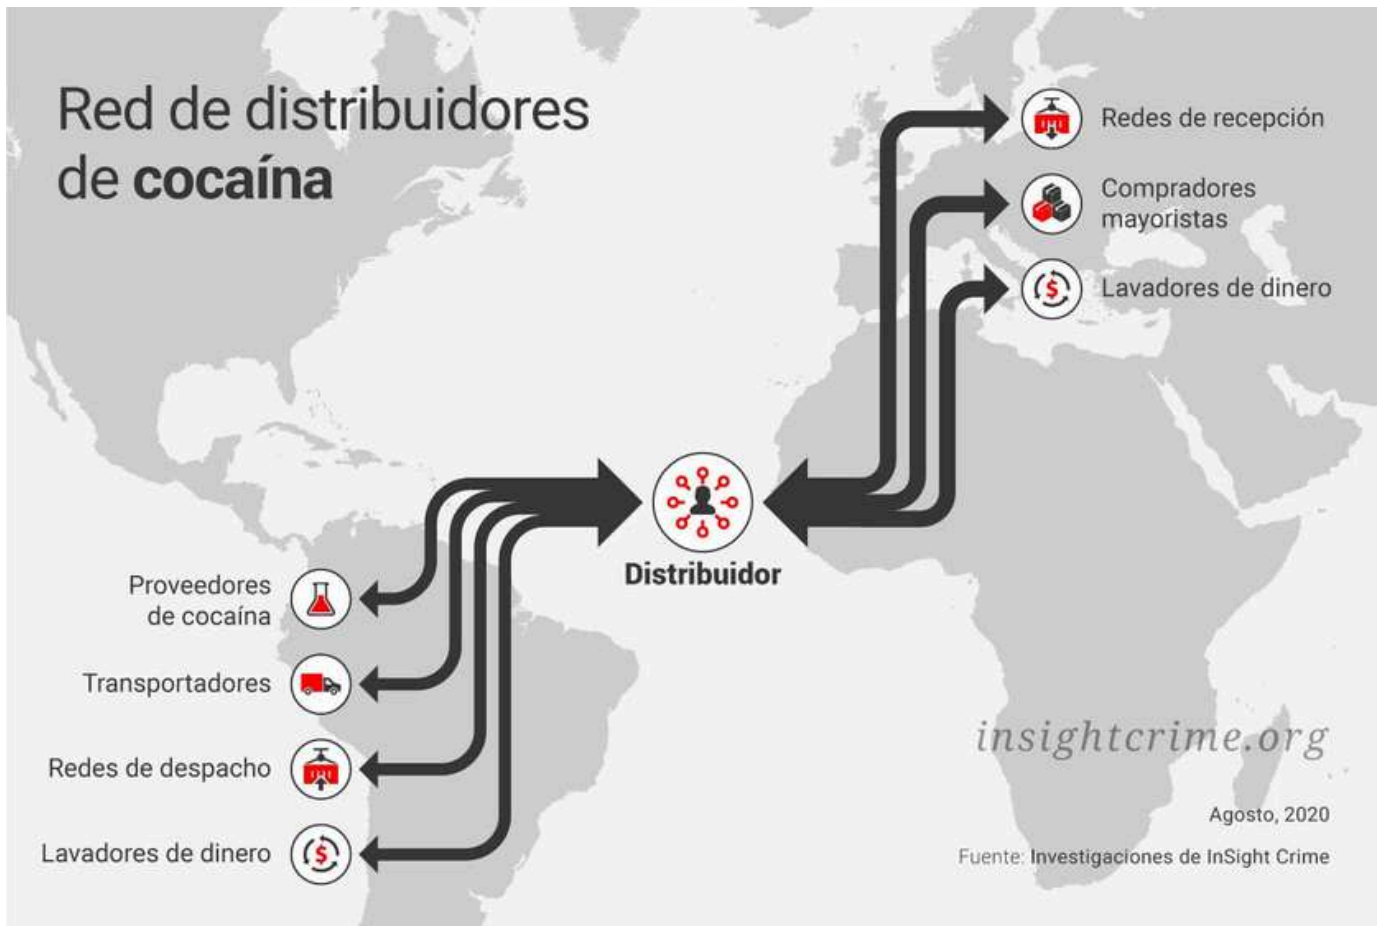 Red de distribuidores
de cocaína
Redes de recepción
Compradores
mayoristas
Lavadores de dinero
Distribuidor
Proveedores
de cocaína
Transportadores
Redes de despacho
Lavadores de dinero
insightcrime.org
Agosto, 2020
Fuente: Investigaciones de InSight Crime